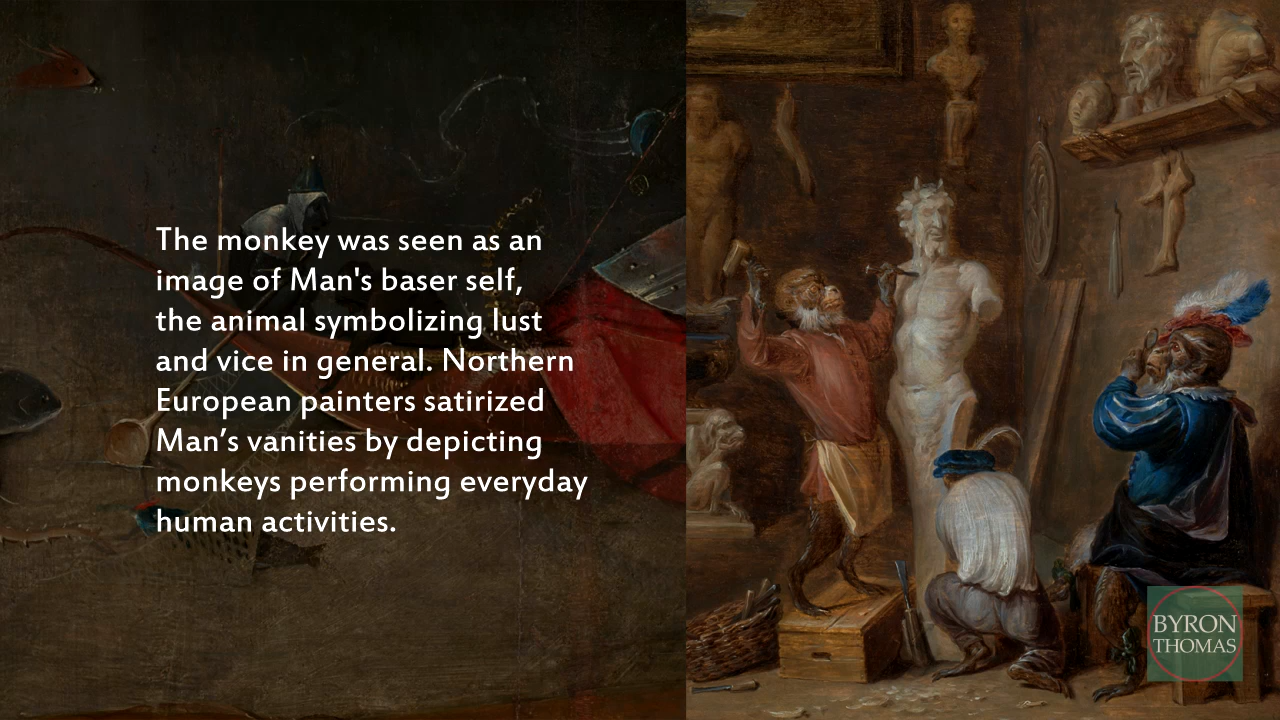 The monkey was seen as an
image of Man's baser self,
the animal symbolizing lust
and vice in general. Northern
European painters satirized
Man’s vanities by depicting
monkeys performing everyday
human activities.
BYRON
THOMAS